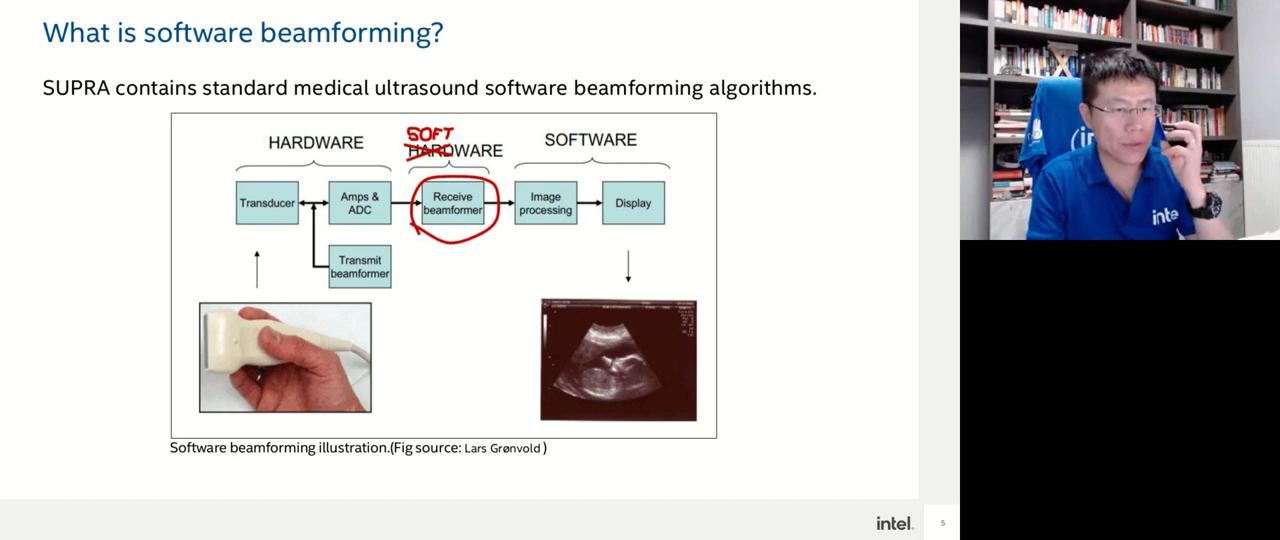 What is software beamforming?
SUPRA contains standard medical ultrasound software beamforming algorithms.
HARDWARE
SOFT
HARDWARE
SOFTWARE
Transducer
Amps &
ADC
Receive
beamformer
Image
processing
Display
Transmit
beamformer
Software beamforming illustration.(Fig source: Lars Grønvold )
intel.
5
inte